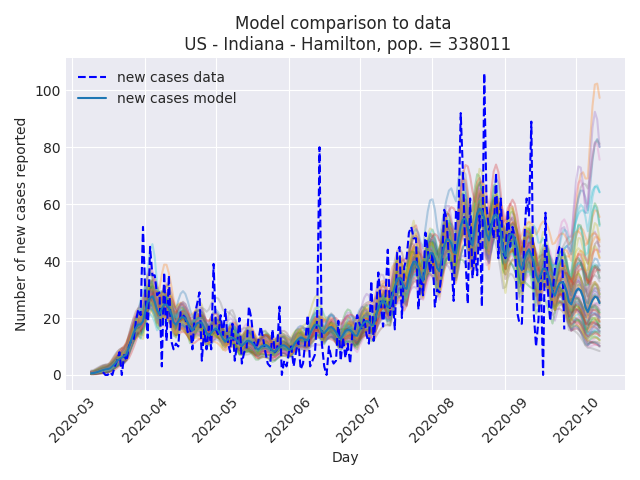 Model comparison to data
US - Indiana - Hamilton, pop. = 338011
new cases data
new cases model
Number of new cases reported
100
80
60
40
20
0
2020-03
2020-04
2020-05
2020-06
2020-07
2020-08
2020-09
2020-10
Day